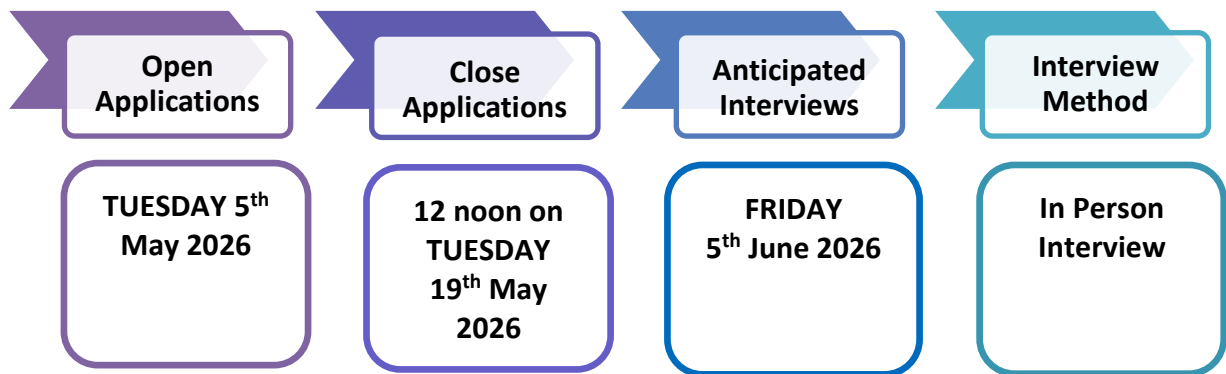 Open
Applications
Close
Applications
Anticipated
Interviews
Interview
Method
TUESDAY 5th
May 2026
12 noon on
TUESDAY
19th May
2026
FRIDAY
5th June 2026
In Person
Interview